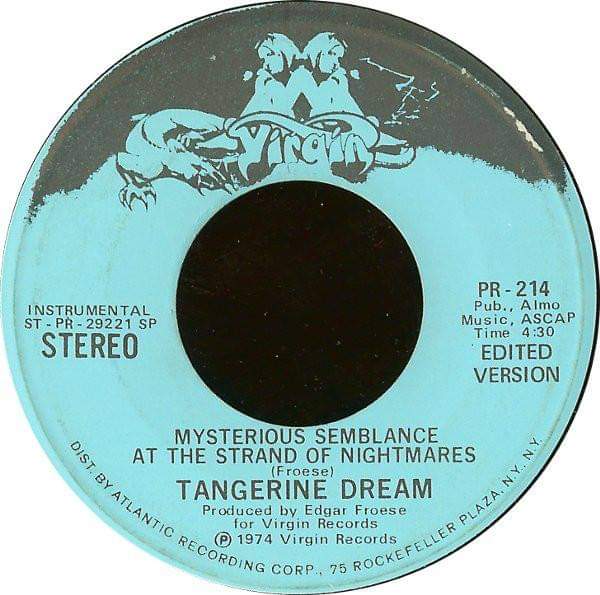 Virgin
INSTRUMENTAL
ST - PR - 29221 SP
STEREO
PR - 214
Pub., Almo
Music, ASCAP
Time 4:30
EDITED
VERSION
MYSTERIOUS SEMBLANCE
AT THE STRAND OF NIGHTMARES
(Froese)
TANGERINE DREAM
Produced by Edgar Froese
for Virgin Records
Ⓟ 1974 Virgin Records
DIST. BY ATLANTIC RECORDING CORP., 75 ROCKEFELLER PLAZA, NY. NY.